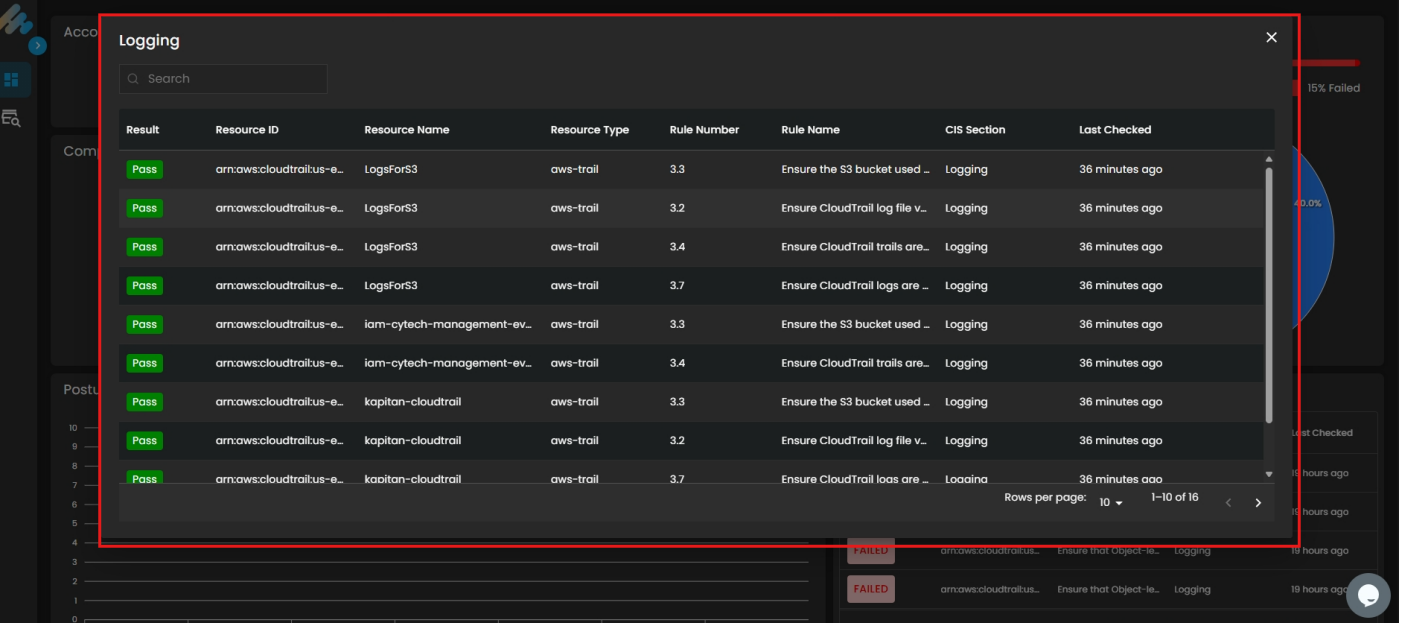 Acco
Logging
Search
15% Failed
Result Resource ID Resource Name Resource Type Rule Number Rule Name CIS Section Last Checked
Com
Pass arn:aws:cloudtrail:us-e... LogsForS3 aws-trail 3.3 Ensure the S3 bucket used ... Logging 36 minutes ago
Pass arn:aws:cloudtrail:us-e... LogsForS3 aws-trail 3.2 Ensure CloudTrail log file v... Logging 36 minutes ago
40.0%
Pass arn:aws:cloudtrail:us-e... LogsForS3 aws-trail 3.4 Ensure CloudTrail trails are... Logging 36 minutes ago
Pass arn:aws:cloudtrail:us-e... LogsForS3 aws-trail 3.7 Ensure CloudTrail logs are ... Logging 36 minutes ago
Pass arn:aws:cloudtrail:us-e... iam-cytech-management-ev... aws-trail 3.3 Ensure the S3 bucket used ... Logging 36 minutes ago
Pass arn:aws:cloudtrail:us-e... iam-cytech-management-ev... aws-trail 3.4 Ensure CloudTrail trails are... Logging 36 minutes ago
Postu
Pass arn:aws:cloudtrail:us-e... kapitan-cloudtrail aws-trail 3.3 Ensure the S3 bucket used ... Logging 36 minutes ago
Pass arn:aws:cloudtrail:us-e... kapitan-cloudtrail aws-trail 3.2 Ensure CloudTrail log file v... Logging 36 minutes ago
Pass arn:aws:cloudtrail:us-e... kapitan-cloudtrail aws-trail 3.7 Ensure CloudTrail logs are ... Logging 36 minutes ago
Rows per page: 10 1–10 of 16
10
9
8
7
6
5
4
3
2
1
0
Last Checked
19 hours ago
19 hours ago
FAILED arn:aws:cloudtrail:us... Ensure that Object-le... Logging 19 hours ago
FAILED arn:aws:cloudtrail:us... Ensure that Object-le... Logging 19 hours ago